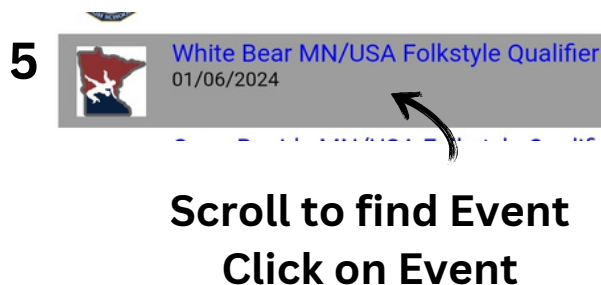 5
White Bear MN/USA Folkstyle Qualifier
01/06/2024
Scroll to find Event
Click on Event